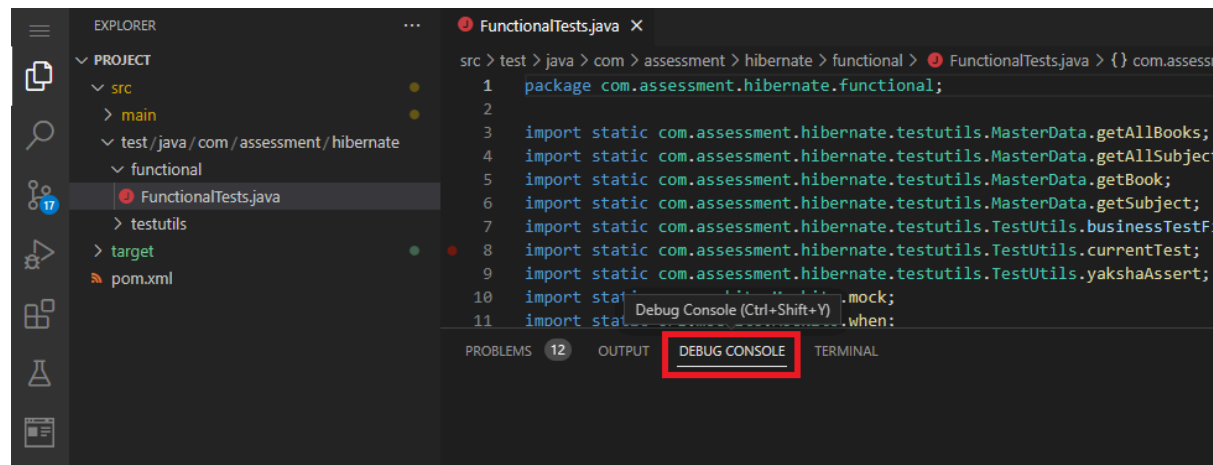 EXPLORER
PROJECT
src
main
test/java/com/assessment/hibernate
functional
FunctionalTests.java
testutils
target
pom.xml
17
FunctionalTests.java
src > test > java > com > assessment > hibernate > functional > FunctionalTests.java > {} com.assess
1 package com.assessment.hibernate.functional;
2
3 import static com.assessment.hibernate.testutils.MasterData.getAllBooks;
4 import static com.assessment.hibernate.testutils.MasterData.getAllSubject
5 import static com.assessment.hibernate.testutils.MasterData.getBook;
6 import static com.assessment.hibernate.testutils.MasterData.getSubject;
7 import static com.assessment.hibernate.testutils.TestUtils.businessTestFi
8 import static com.assessment.hibernate.testutils.TestUtils.currentTest;
9 import static com.assessment.hibernate.testutils.TestUtils.yakshaAssert;
10 import stat .mock;
Debug Console (Ctrl+Shift+Y)
11 import stat .when;
PROBLEMS 12 OUTPUT DEBUG CONSOLE TERMINAL